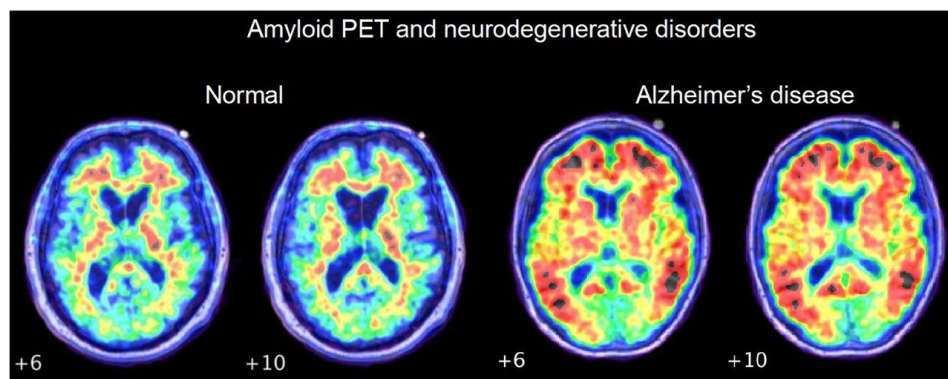 Amyloid PET and neurodegenerative disorders
Normal
Alzheimer’s disease
+6
+10
+6
+10